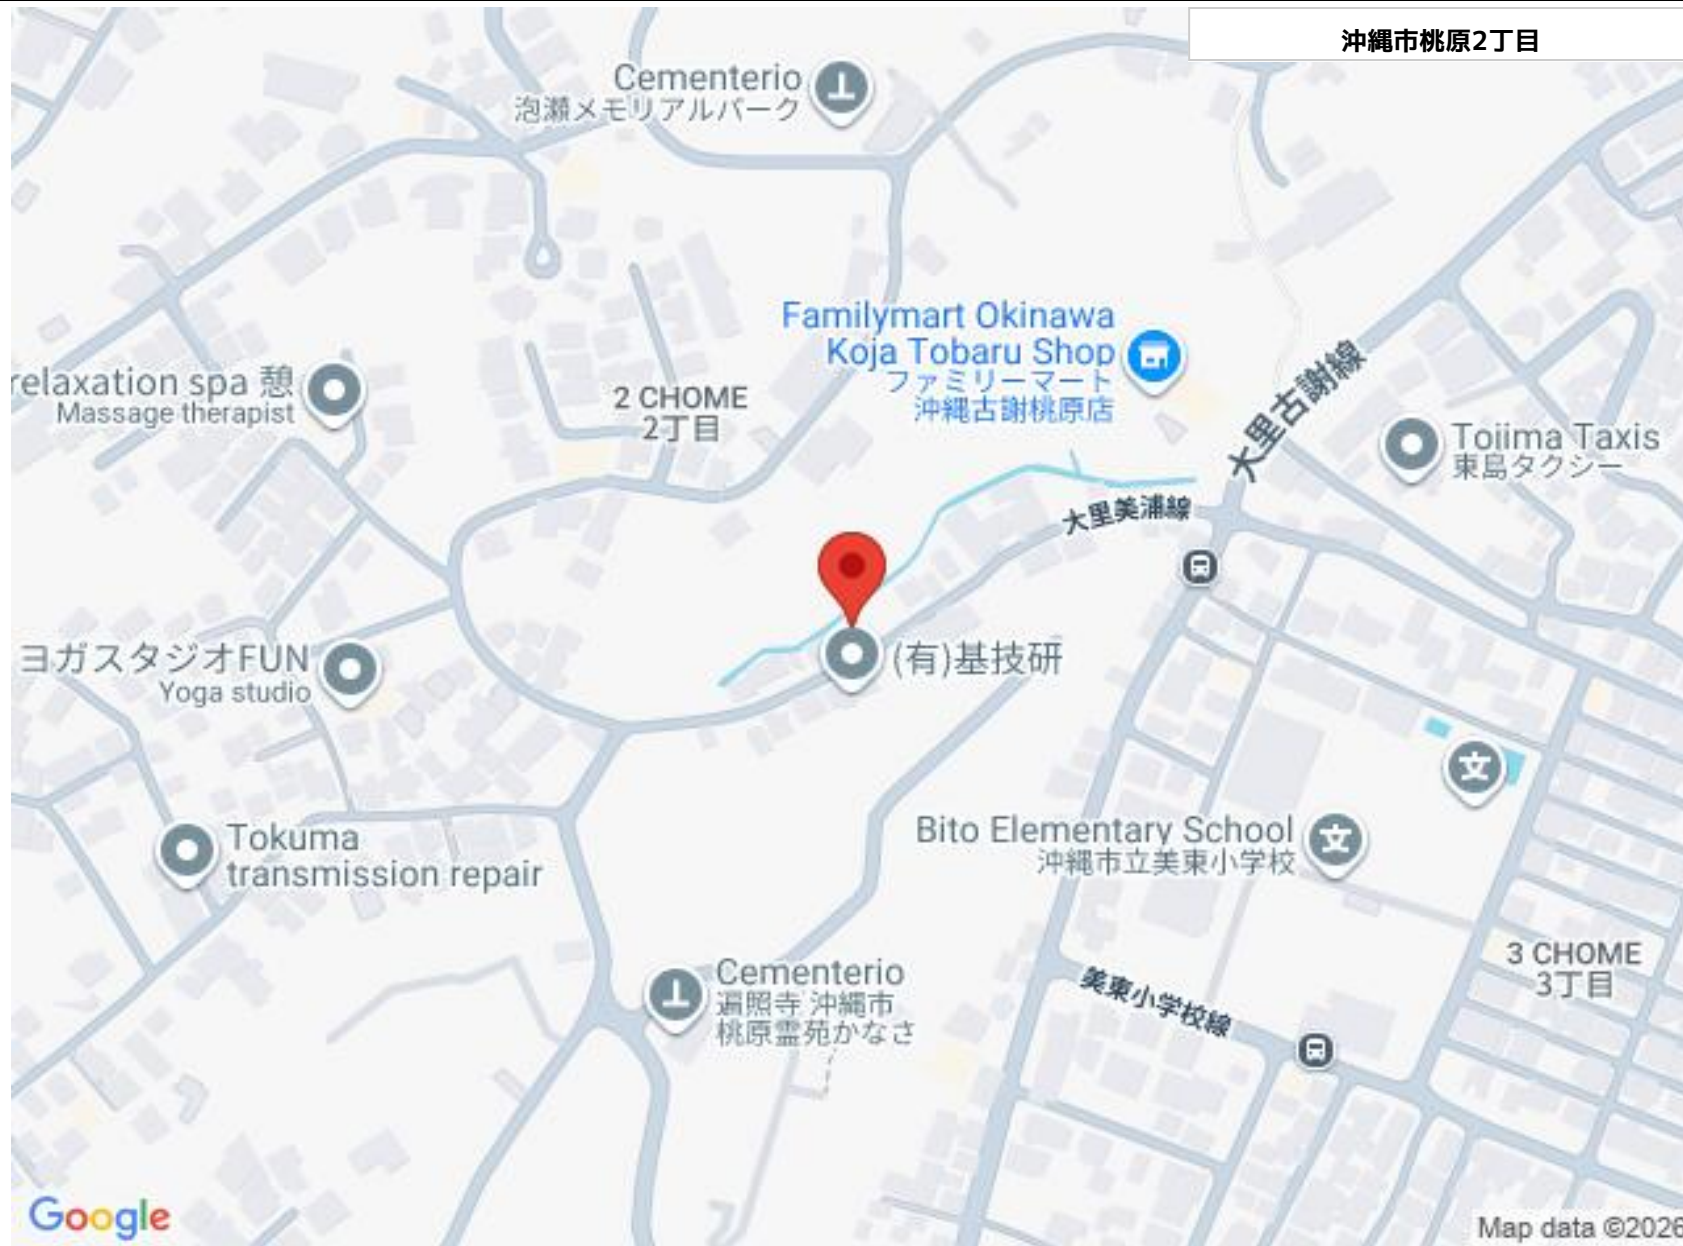 沖縄市桃原2丁目
Cementerio
泡瀬メモリアルパーク
Familymart Okinawa
Koja Tobaru Shop
ファミリーマート
沖縄古謝桃原店
大里古謝線
relaxation spa 憩
Massage therapist
2 CHOME
2丁目
Tojima Taxis
東島タクシー
大里美浦線
(有)基技研
ヨガスタジオFUN
Yoga studio
Tokuma
transmission repair
Bito Elementary School
沖縄市立美東小学校
文
文
3 CHOME
3丁目
美東小学校線
Cementerio
遍照寺 沖縄市
桃原霊苑かなさ
Google
Map data ©2026